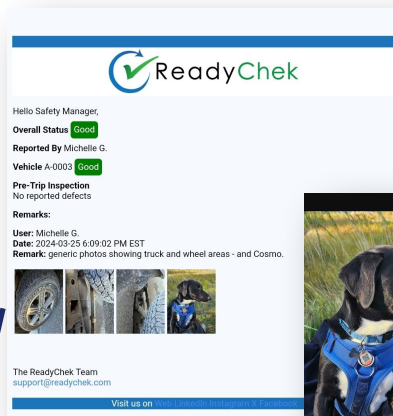 ReadyChek
Hello Safety Manager,
Overall Status Good
Reported By Michelle G.
Vehicle A-0003 Good
Pre-Trip Inspection
No reported defects
Remarks:
User: Michelle G.
Date: 2024-03-25 6:09:02 PM EST
Remark: generic photos showing truck and wheel areas - and Cosmo.
The ReadyChek Team
support@readychek.com
Visit us on Web LinkedIn Instagram X Facebook